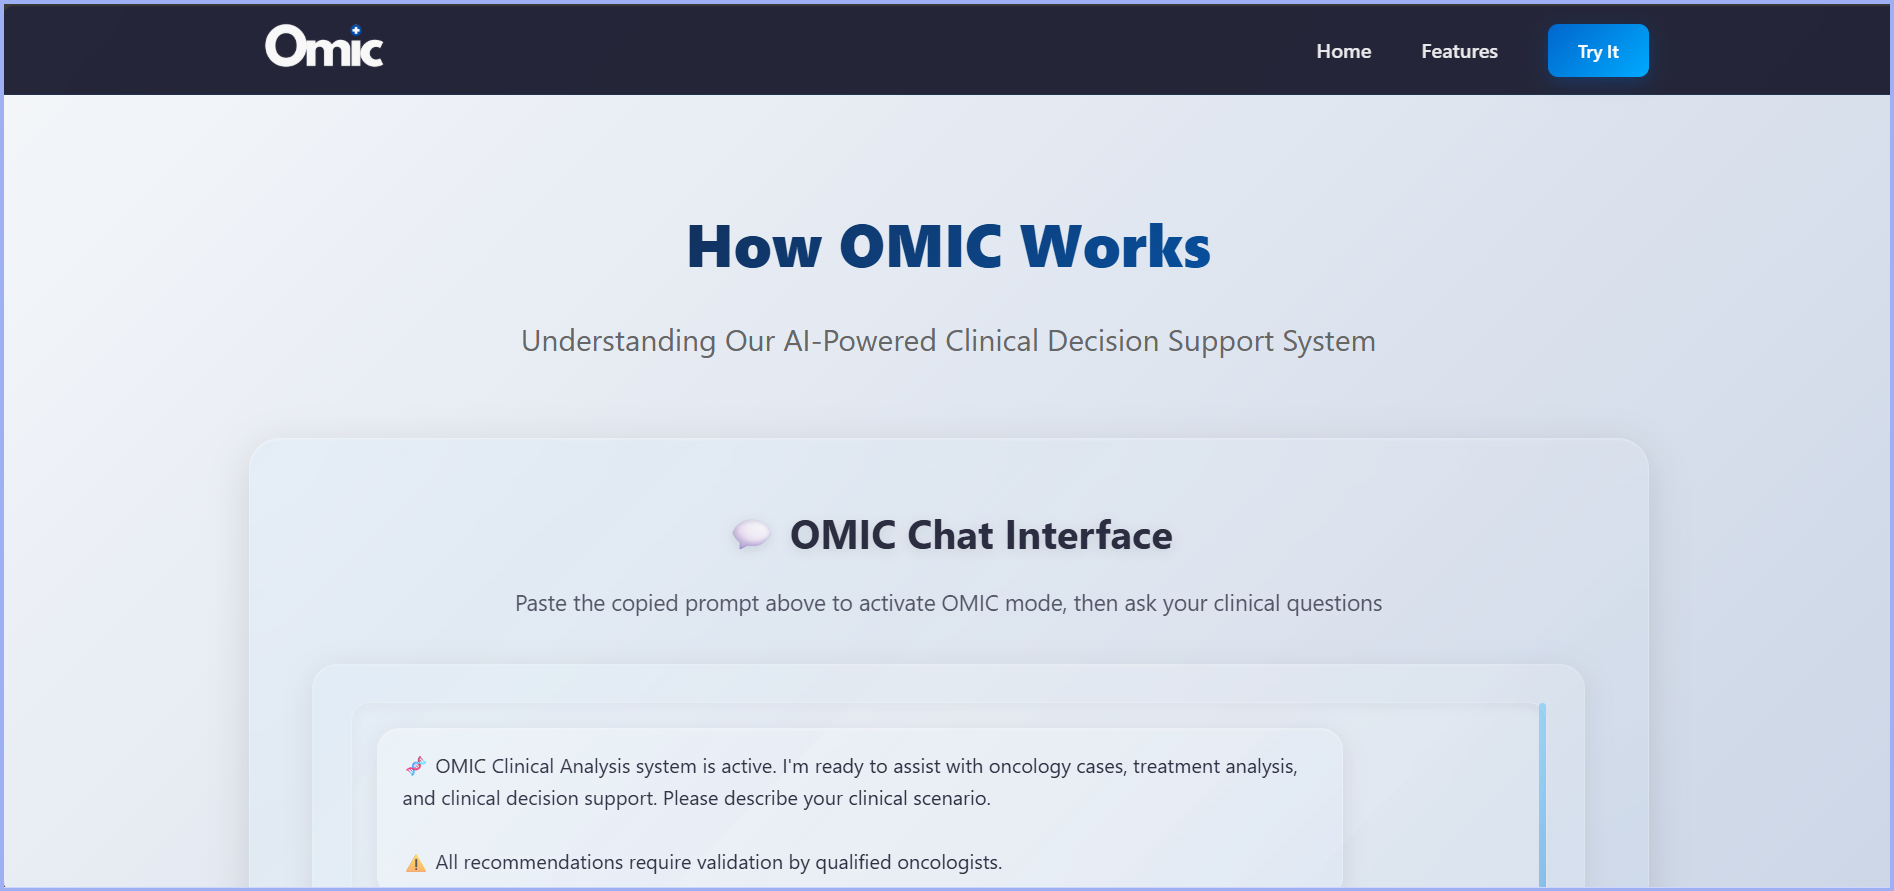 Omic
Home
Features
Try It
How OMIC Works
Understanding Our AI-Powered Clinical Decision Support System
💬 OMIC Chat Interface
Paste the copied prompt above to activate OMIC mode, then ask your clinical questions
🧬 OMIC Clinical Analysis system is active. I'm ready to assist with oncology cases, treatment analysis,
and clinical decision support. Please describe your clinical scenario.
⚠️ All recommendations require validation by qualified oncologists.